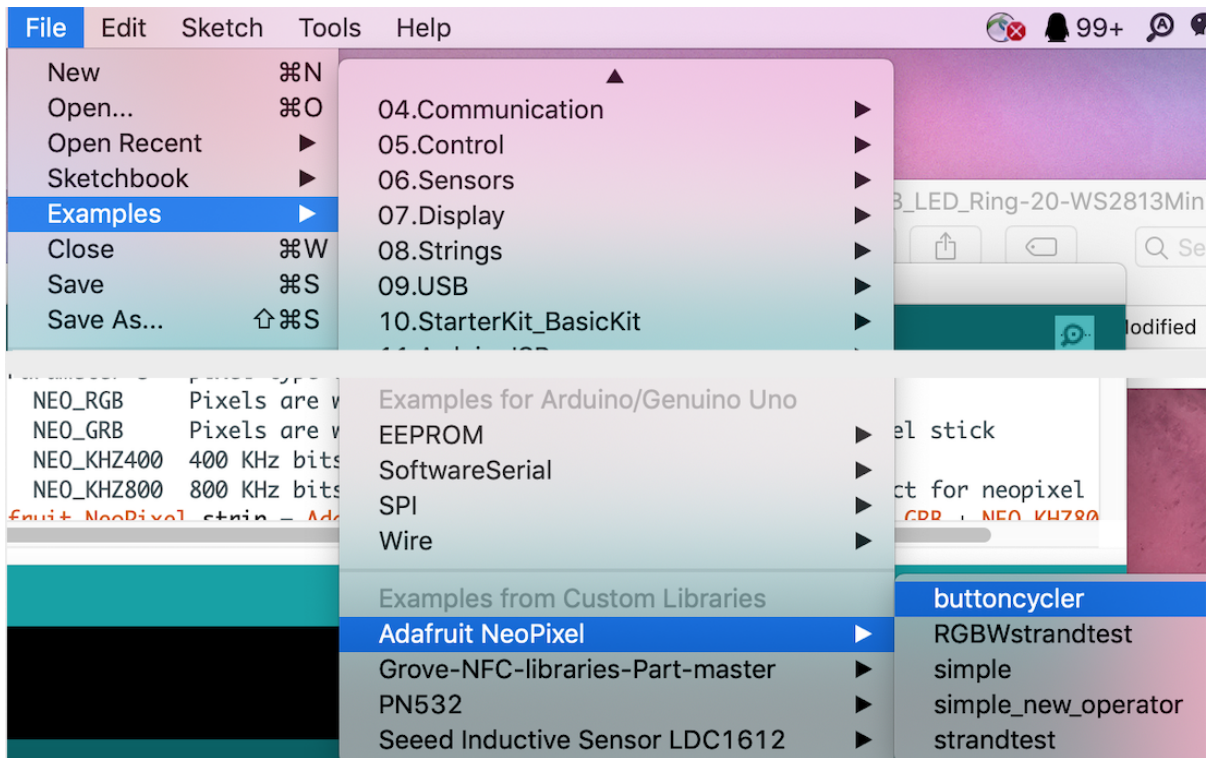 File Edit Sketch Tools Help 99+
New ⌘N
Open... ⌘O
Open Recent
Sketchbook
Examples
Close ⌘W
Save ⌘S
Save As... ⇧⌘S
04.Communication
05.Control
06.Sensors
07.Display
08.Strings
09.USB
10.StarterKit_BasicKit
_LED_Ring-20-WS2813Min
Se
odified
NEO_RGB Pixels are
NEO_GRB Pixels are
el stick
NEO_KHZ400 400 KHz bits
NEO_KHZ800 800 KHz bits
ct for neopixel
Examples for Arduino/Genuino Uno
EEPROM
SoftwareSerial
SPI
Wire
Examples from Custom Libraries
Adafruit NeoPixel
Grove-NFC-libraries-Part-master
PN532
Seeed Inductive Sensor LDC1612
buttoncycler
RGBWstrandtest
simple
simple_new_operator
strandtest